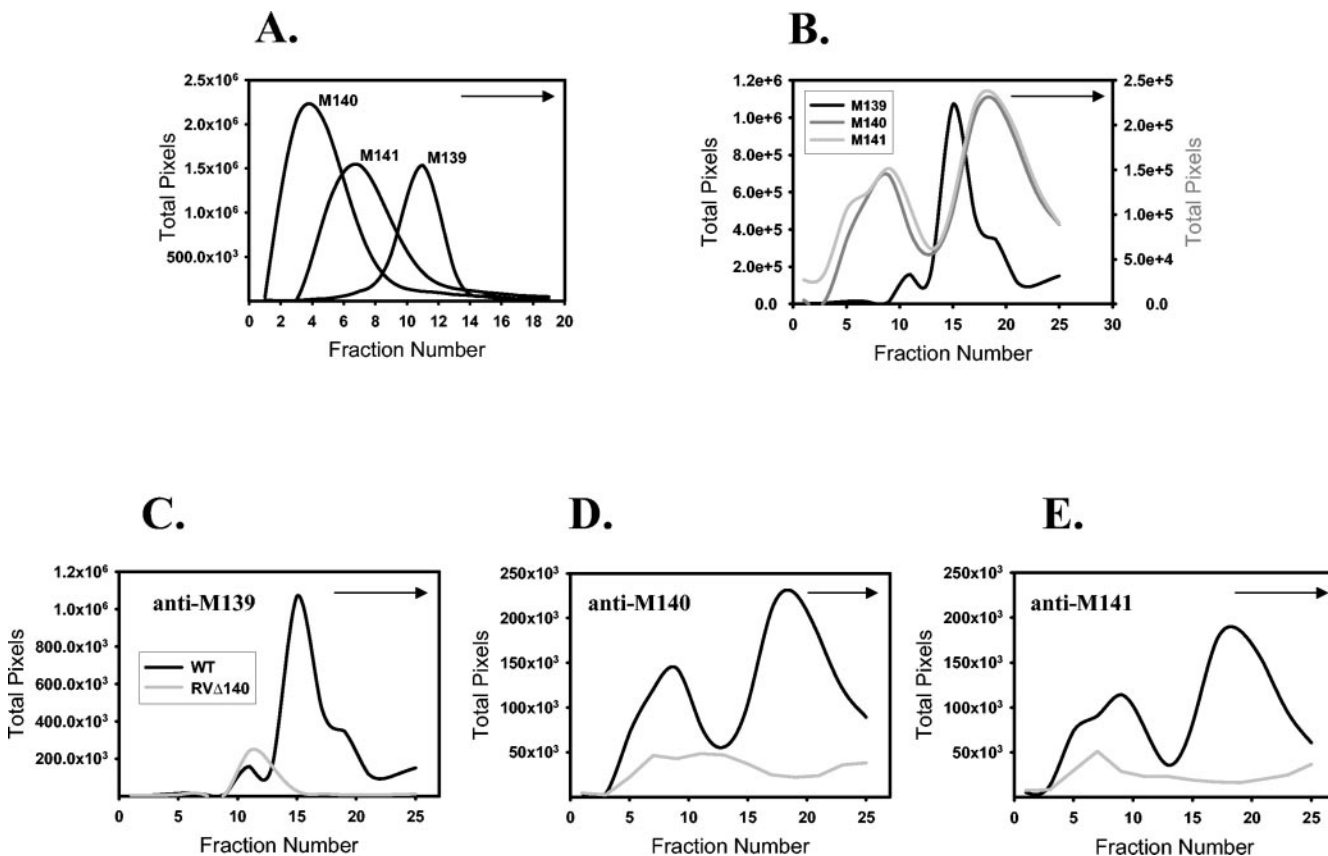 A.
2.5x10⁶
2.0x10⁶
1.5x10⁶
1.0x10⁶
500.0x10³
Total Pixels
M140
M141
M139
0 2 4 6 8 10 12 14 16 18 20
Fraction Number
B.
1.2e+6
1.0e+6
8.0e+5
6.0e+5
4.0e+5
2.0e+5
0.0
Total Pixels
M139
M140
M141
2.5e+5
2.0e+5
1.5e+5
1.0e+5
5.0e+4
0.0
Total Pixels
0 5 10 15 20 25 30
Fraction Number
C.
1.2x10⁶
1.0x10⁶
800.0x10³
600.0x10³
400.0x10³
200.0x10³
Total Pixels
anti-M139
WT
RVΔ140
0 5 10 15 20 25
Fraction Number
D.
250x10³
200x10³
150x10³
100x10³
50x10³
Total Pixels
anti-M140
0 5 10 15 20 25
Fraction Number
E.
250x10³
200x10³
150x10³
100x10³
50x10³
Total Pixels
anti-M141
0 5 10 15 20 25
Fraction Number